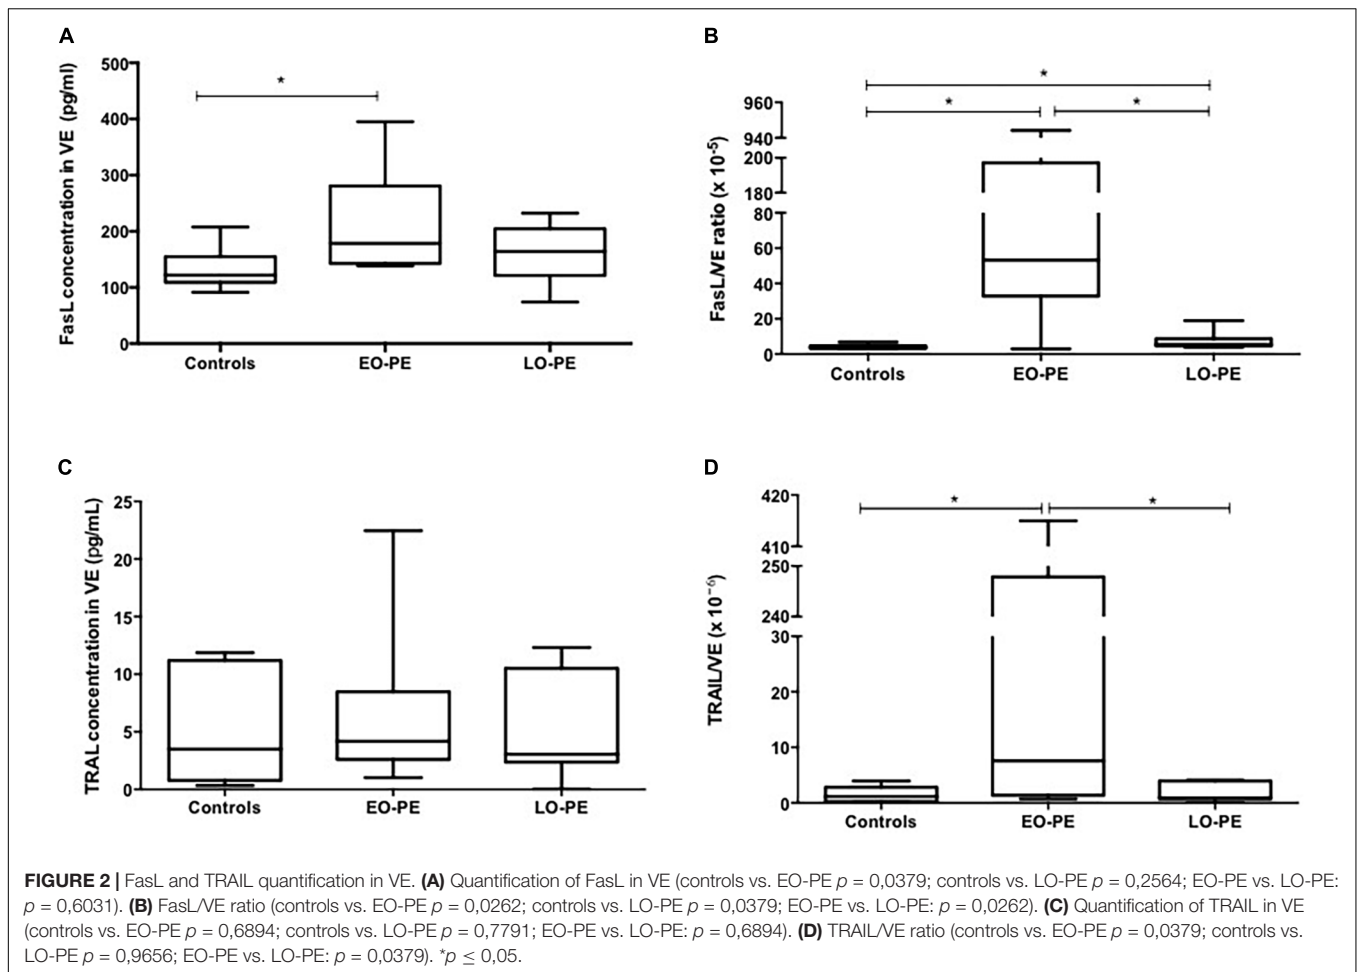 A
FasL concentration in VE (pg/ml)
500
400
300
200
100
0
*
Controls
EO-PE
LO-PE
B
FasL/VE ratio (x 10-5)
960
940
200
180
80
60
40
20
0
*
*
*
Controls
EO-PE
LO-PE
C
TRAL concentration in VE (pg/mL)
25
20
15
10
5
0
Controls
EO-PE
LO-PE
D
TRAIL/VE (x 10−6)
420
410
250
240
30
20
10
0
*
*
Controls
EO-PE
LO-PE
FIGURE 2 | FasL and TRAIL quantification in VE. (A) Quantification of FasL in VE (controls vs. EO-PE p = 0,0379; controls vs. LO-PE p = 0,2564; EO-PE vs. LO-PE:
p = 0,6031). (B) FasL/VE ratio (controls vs. EO-PE p = 0,0262; controls vs. LO-PE p = 0,0379; EO-PE vs. LO-PE: p = 0,0262). (C) Quantification of TRAIL in VE
(controls vs. EO-PE p = 0,6894; controls vs. LO-PE p = 0,7791; EO-PE vs. LO-PE: p = 0,6894). (D) TRAIL/VE ratio (controls vs. EO-PE p = 0,0379; controls vs.
LO-PE p = 0,9656; EO-PE vs. LO-PE: p = 0,0379). *p ≤ 0,05.